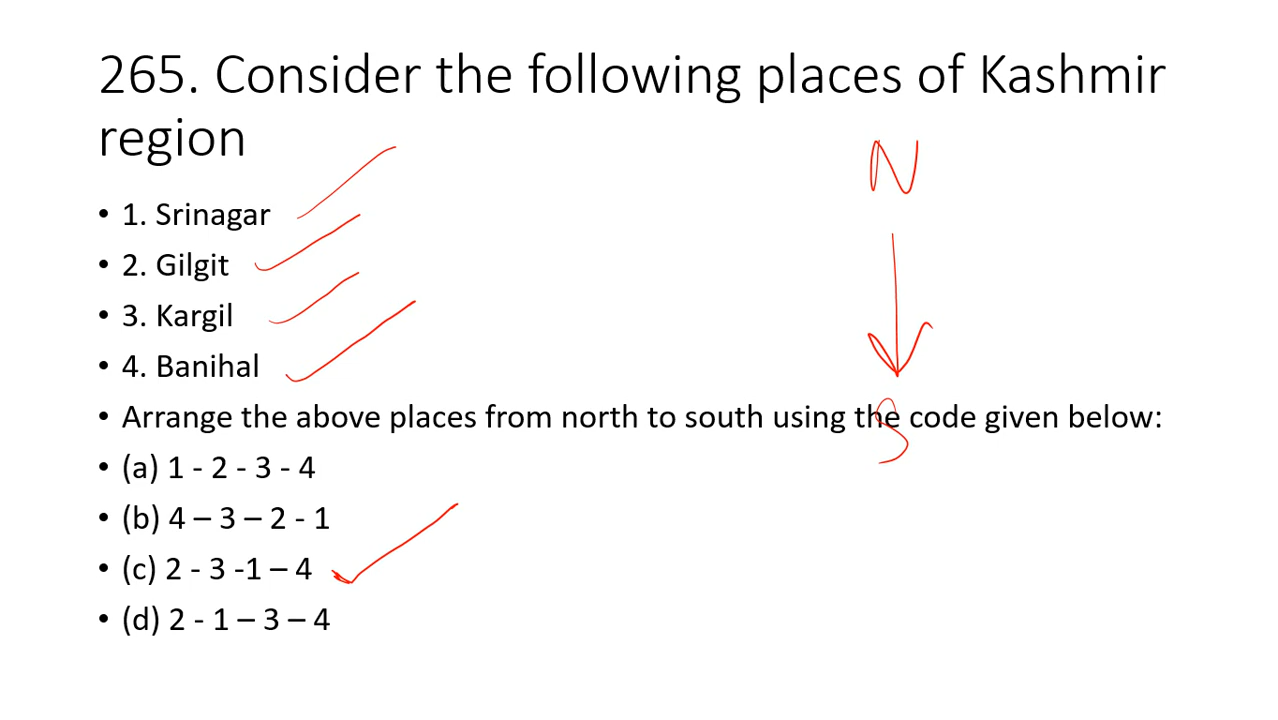 265. Consider the following places of Kashmir
region
N
• 1. Srinagar
• 2. Gilgit
• 3. Kargil
• 4. Banihal
• Arrange the above places from north to south using the code given below:
S
• (a) 1 - 2 - 3 - 4
• (b) 4 – 3 – 2 - 1
• (c) 2 - 3 -1 – 4
• (d) 2 - 1 – 3 – 4